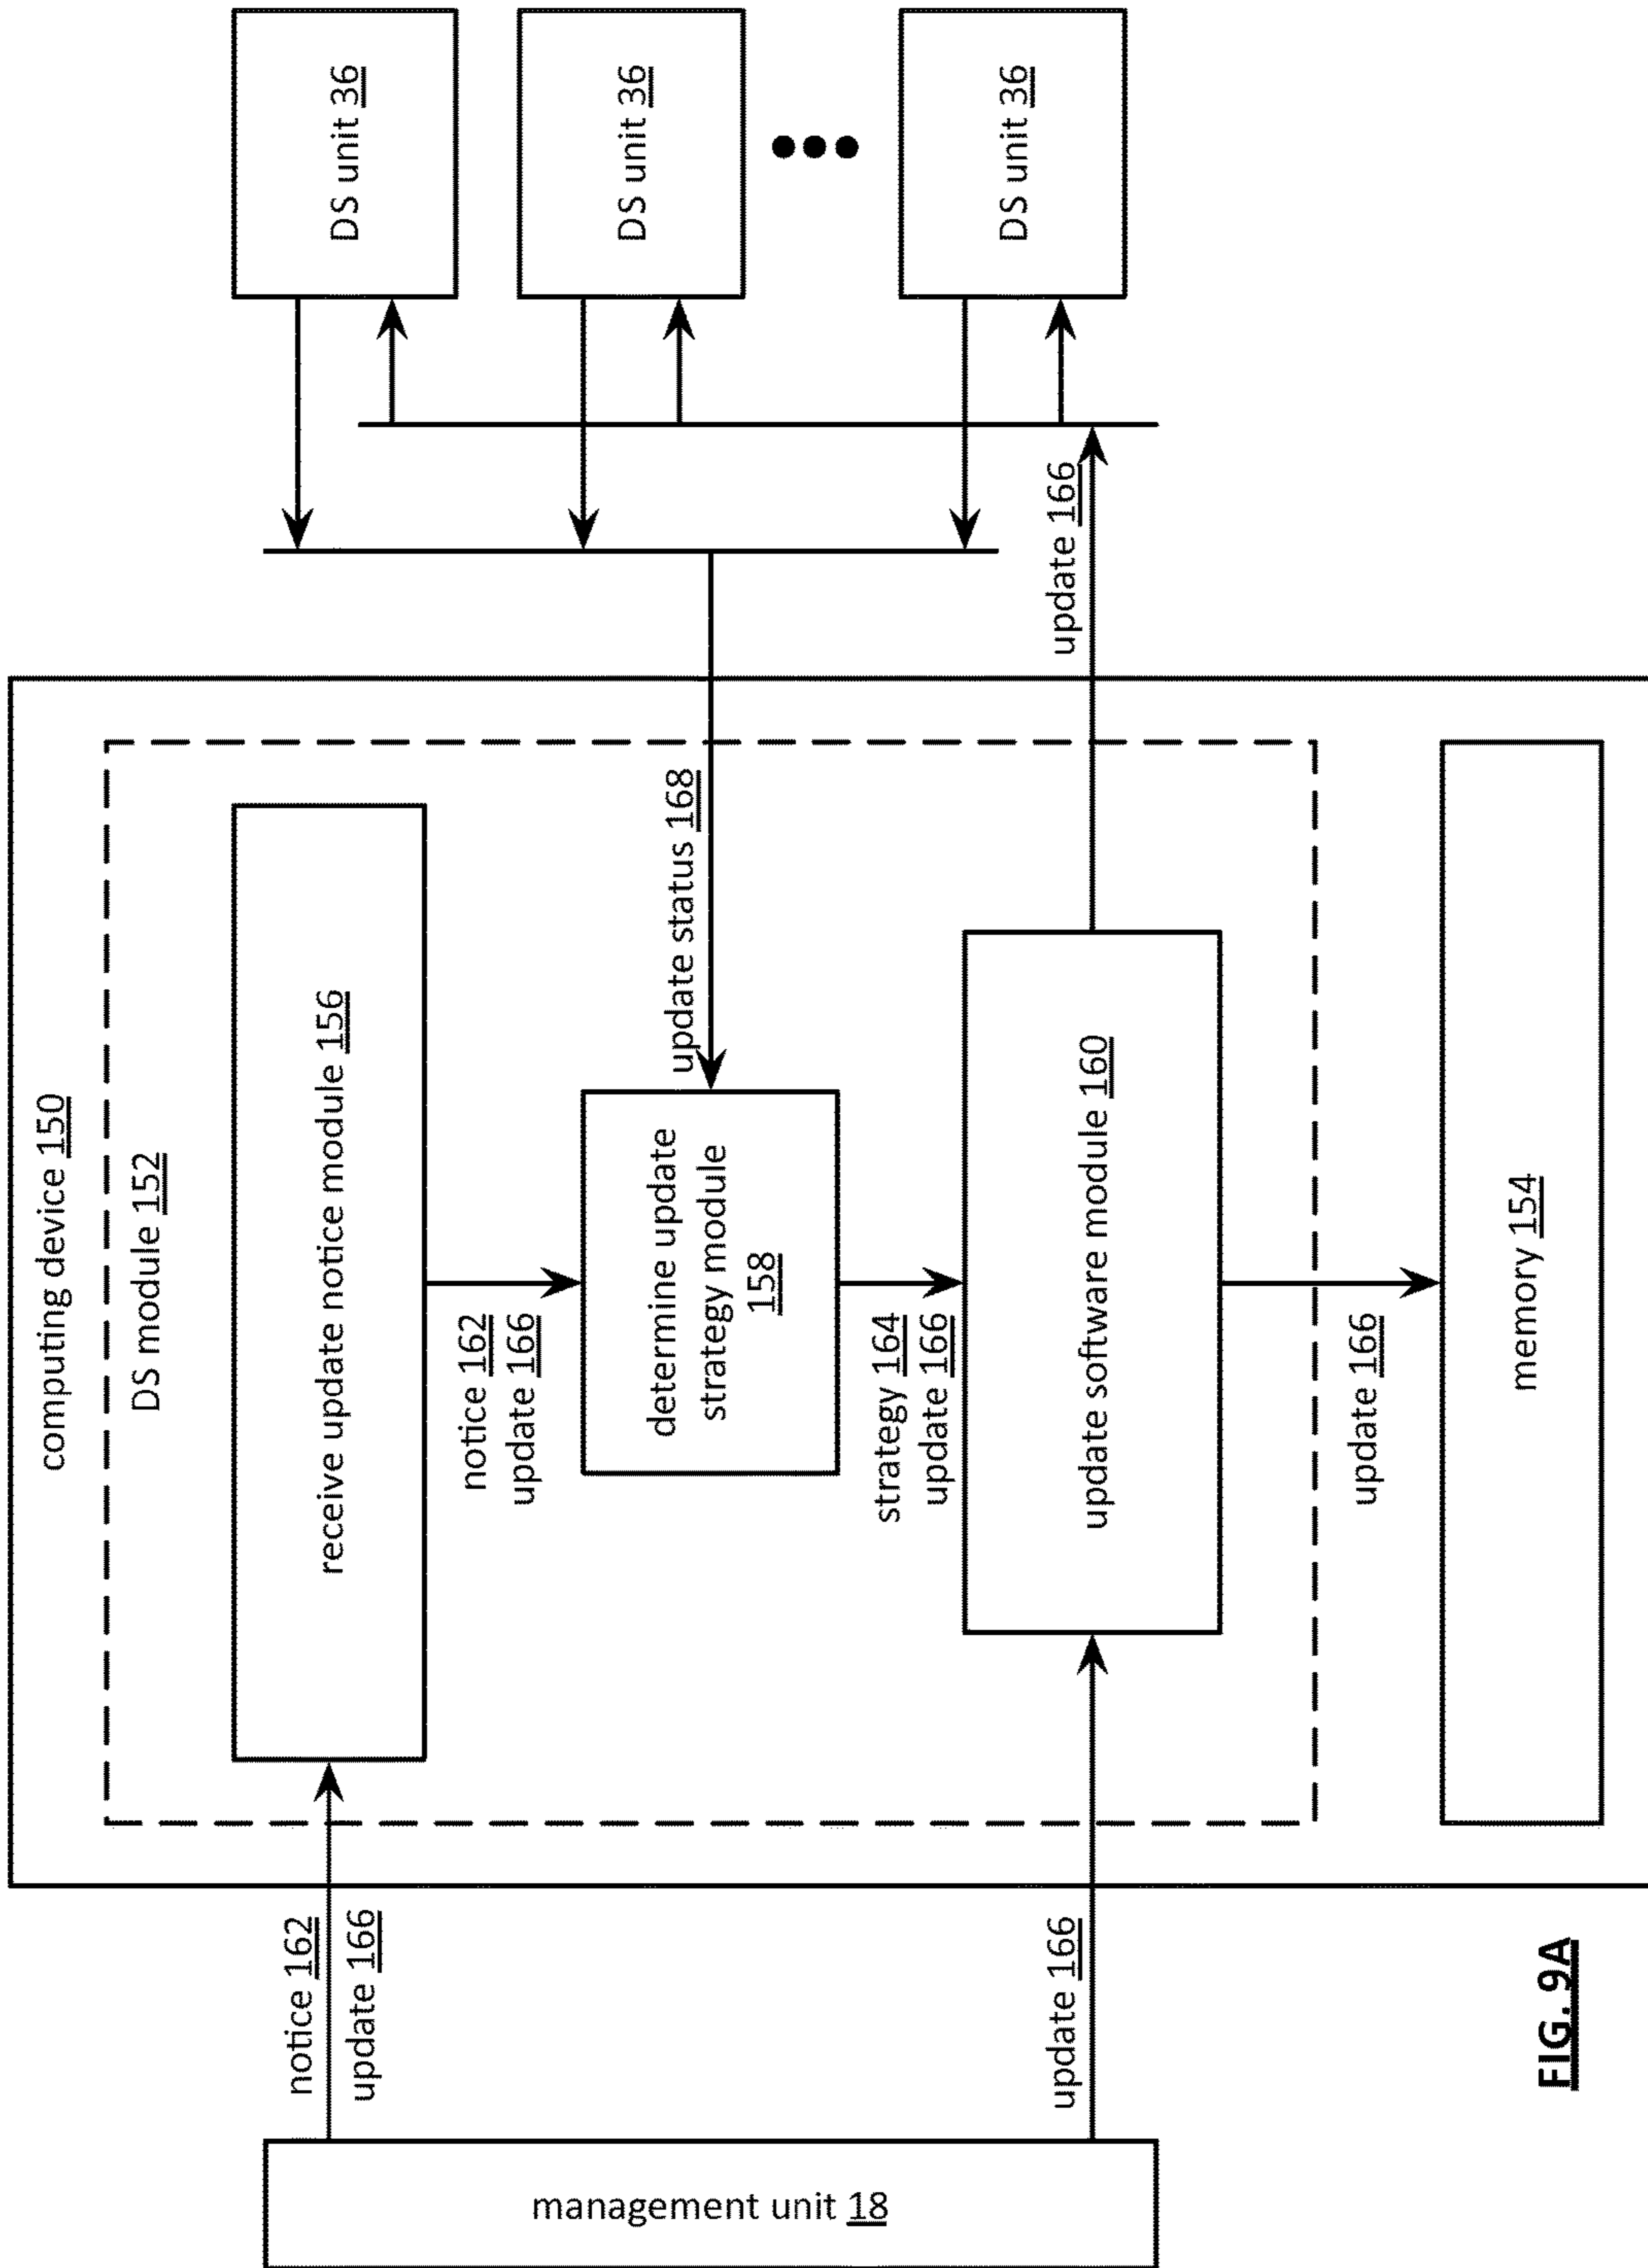 computing device 150
DS module 152
receive update notice module 156
notice 162
update 166
notice 162
update 166
determine update
strategy module
158
update status 168
strategy 164
update 166
update software module 160
update 166
update 166
update 166
memory 154
management unit 18
DS unit 36
DS unit 36
DS unit 36
FIG. 9A